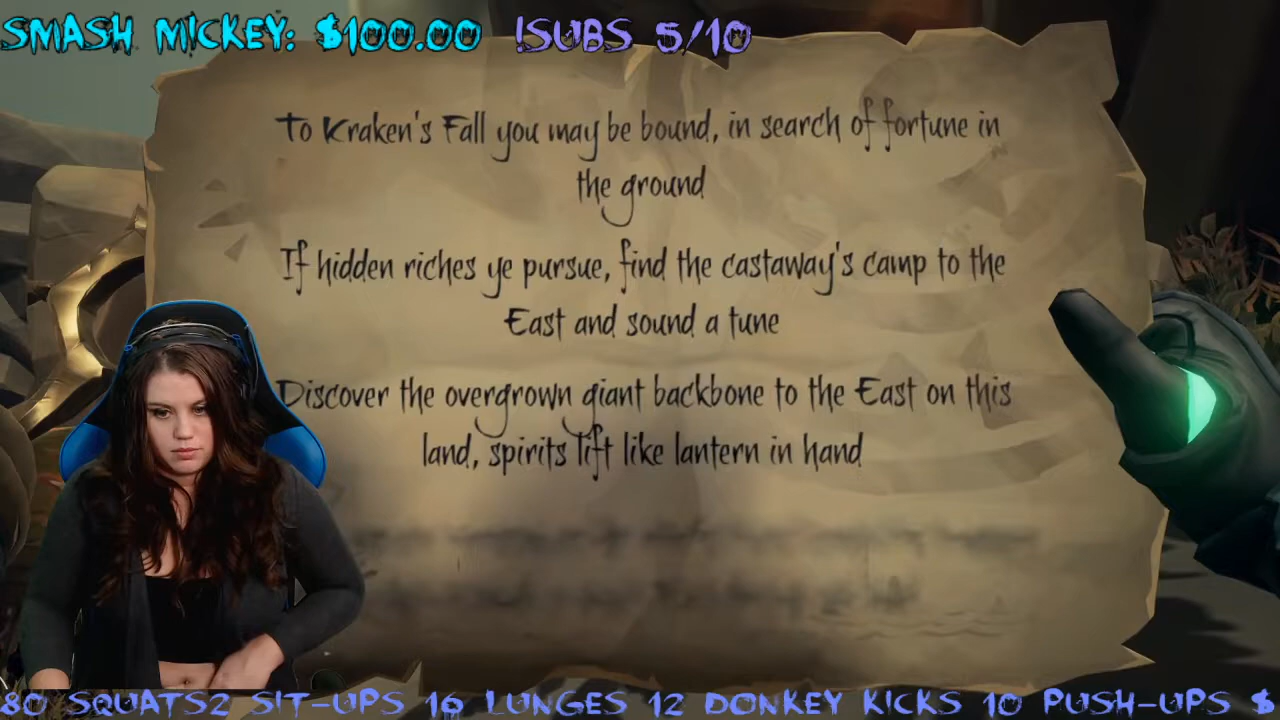 SMASH MICKEY: $100.00 !SUBS 5/10
To Kraken's Fall you may be bound, in search of fortune in
the ground
If hidden riches ye pursue, find the castaway's camp to the
East and sound a tune
Discover the overgrown giant backbone to the East on this
land, spirits lift like lantern in hand
80 SQUATS2 SIT-UPS 16 LUNGES 12 DONKEY KICKS 10 PUSH-UPS $